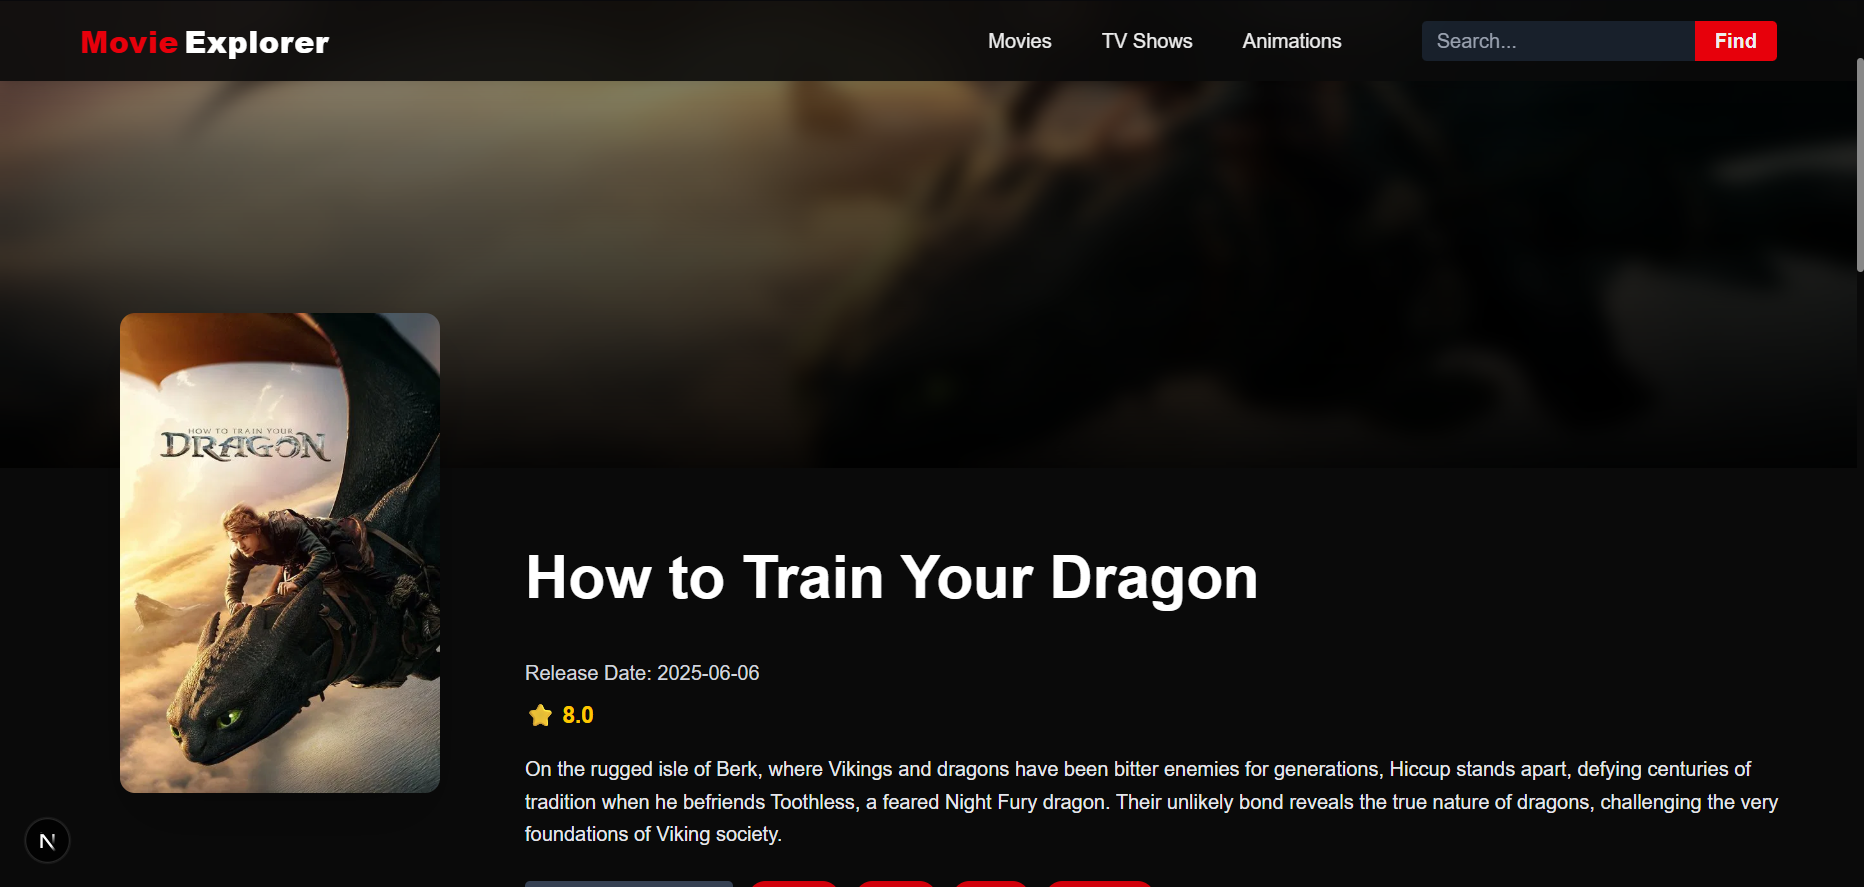 Movie Explorer
Movies
TV Shows
Animations
Search...
Find
HOW TO TRAIN YOUR
DRAGON
How to Train Your Dragon
Release Date: 2025-06-06
8.0
On the rugged isle of Berk, where Vikings and dragons have been bitter enemies for generations, Hiccup stands apart, defying centuries of
tradition when he befriends Toothless, a feared Night Fury dragon. Their unlikely bond reveals the true nature of dragons, challenging the very
foundations of Viking society.
N